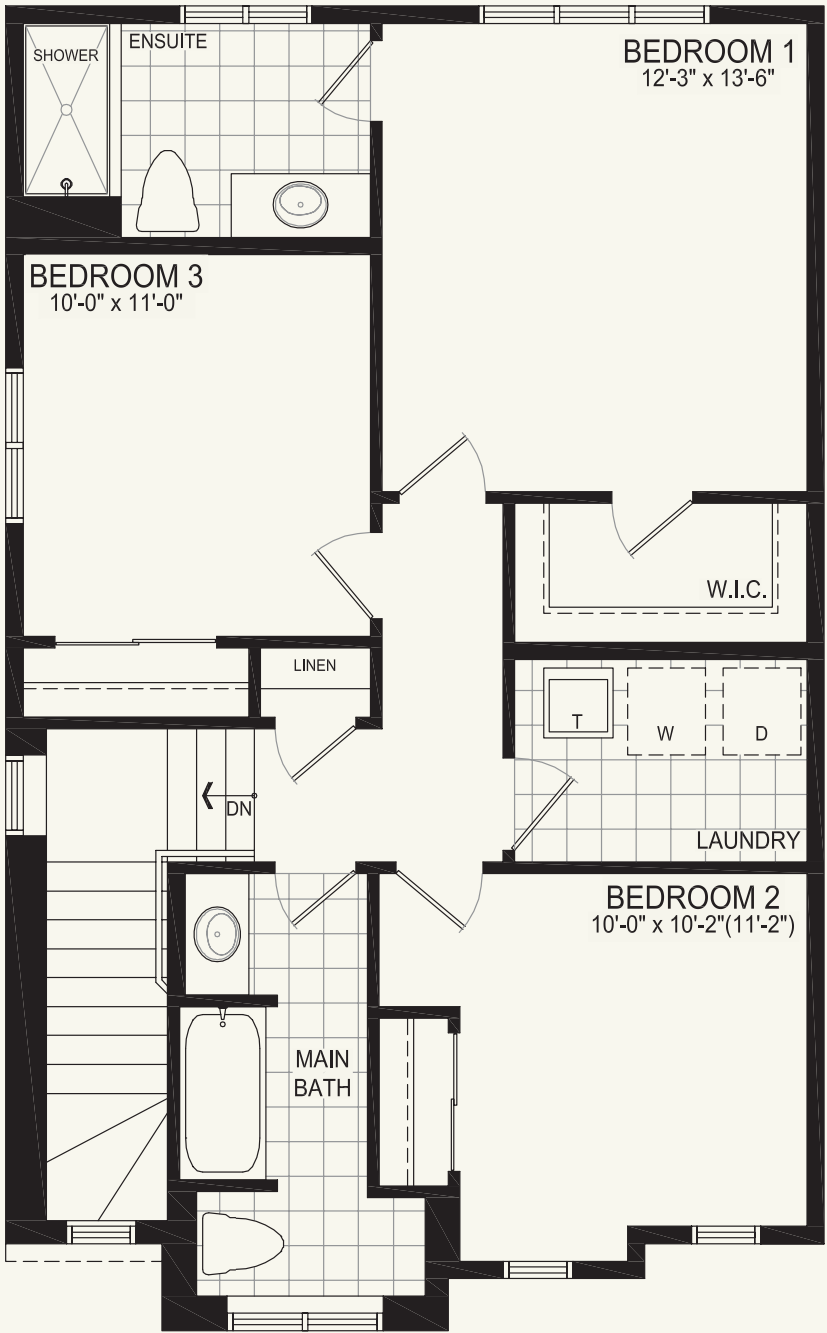 SHOWER
ENSUITE
BEDROOM 1
12'-3" x 13'-6"
BEDROOM 3
10'-0" x 11'-0"
W.I.C.
LINEN
T
W
D
DN
LAUNDRY
BEDROOM 2
10'-0" x 10'-2"(11'-2")
MAIN
BATH